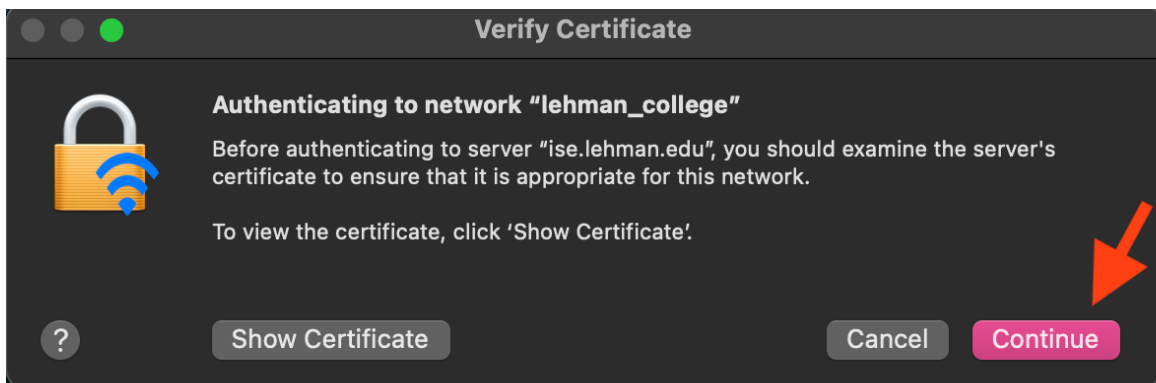 Verify Certificate
Authenticating to network “lehman_college”
Before authenticating to server “ise.lehman.edu”, you should examine the server's
certificate to ensure that it is appropriate for this network.
To view the certificate, click ‘Show Certificate’.
?
Show Certificate
Cancel
Continue